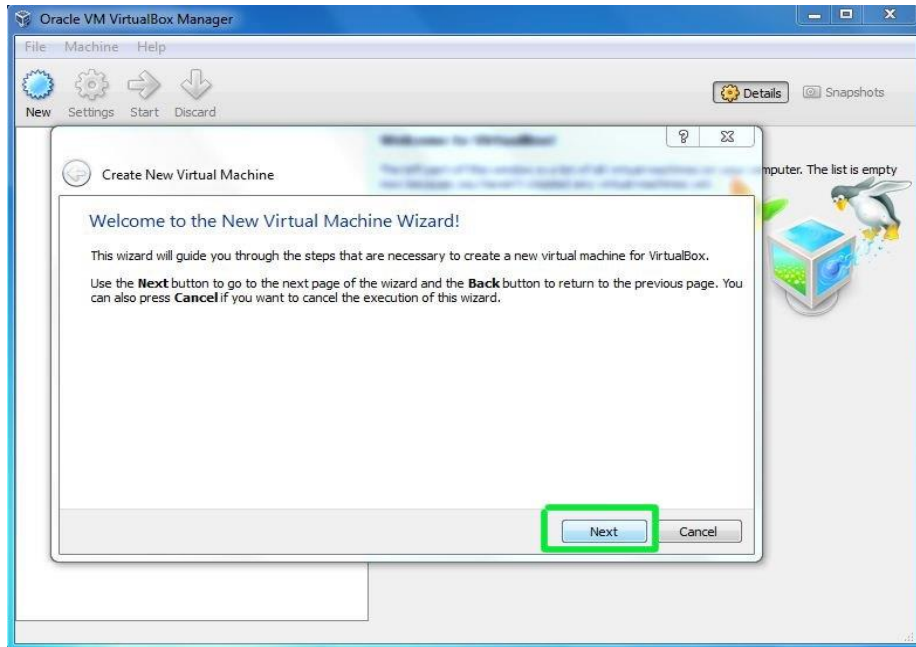 Oracle VM VirtualBox Manager
File Machine Help
New Settings Start Discard
Details Snapshots
Welcome to VirtualBox!
mputer. The list is empty
Create New Virtual Machine
Welcome to the New Virtual Machine Wizard!
This wizard will guide you through the steps that are necessary to create a new virtual machine for VirtualBox.
Use the Next button to go to the next page of the wizard and the Back button to return to the previous page. You
can also press Cancel if you want to cancel the execution of this wizard.
Next Cancel